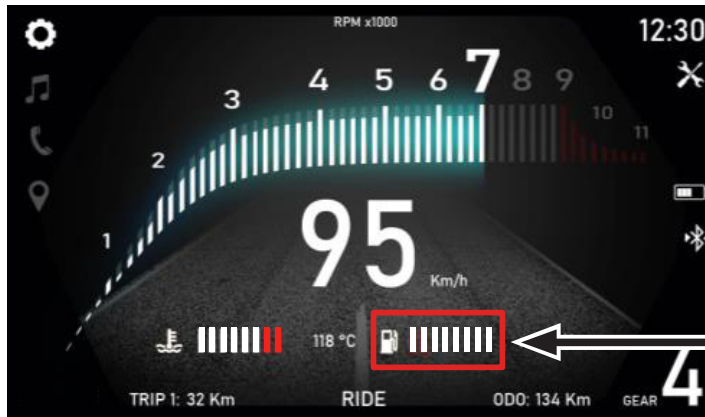 RPM x1000
12:30
1
2
3
4
5
6
7
8
9
10
11
95
Km/h
118 °C
TRIP 1: 32 Km
RIDE
ODO: 134 Km
GEAR
4